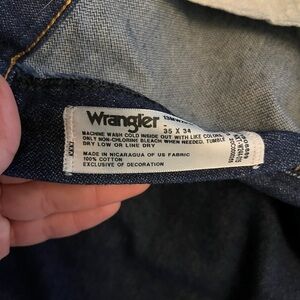 Wrangler
35 X 34
MACHINE WASH COLD INSIDE OUT WITH LIKE COLORS
ONLY NON-CHLORINE BLEACH WHEN NEEDED, TUMBLE
DRY LOW OR LINE DRY
MADE IN NICARAGUA OF US FABRIC
100% COTTON
EXCLUSIVE OF DECORATION